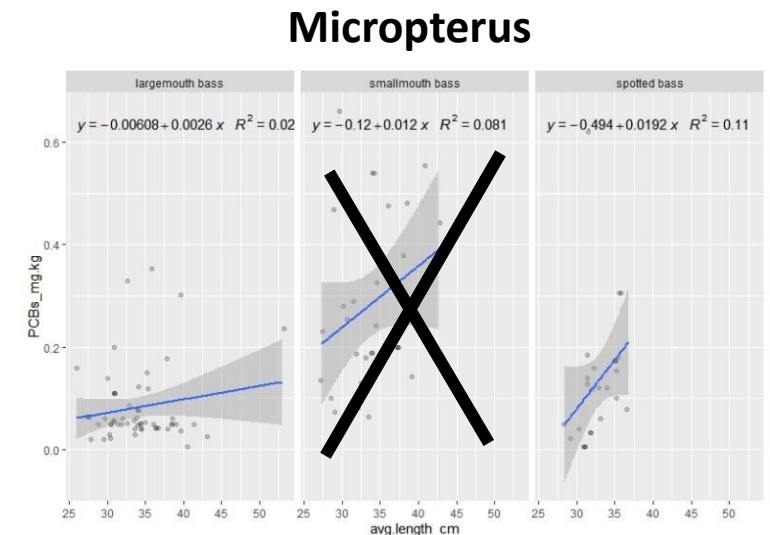 Micropterus
largemouth bass
smallmouth bass
spotted bass
y = −0.00608 + 0.0026 x R² = 0.02
y = −0.12 + 0.012 x R² = 0.081
y = −0.494 + 0.0192 x R² = 0.11
PCBs_mg.kg
0.6
0.4
0.2
0.0
25 30 35 40 45 50
25 30 35 40 45 50
25 30 35 40 45 50
avg.length_cm